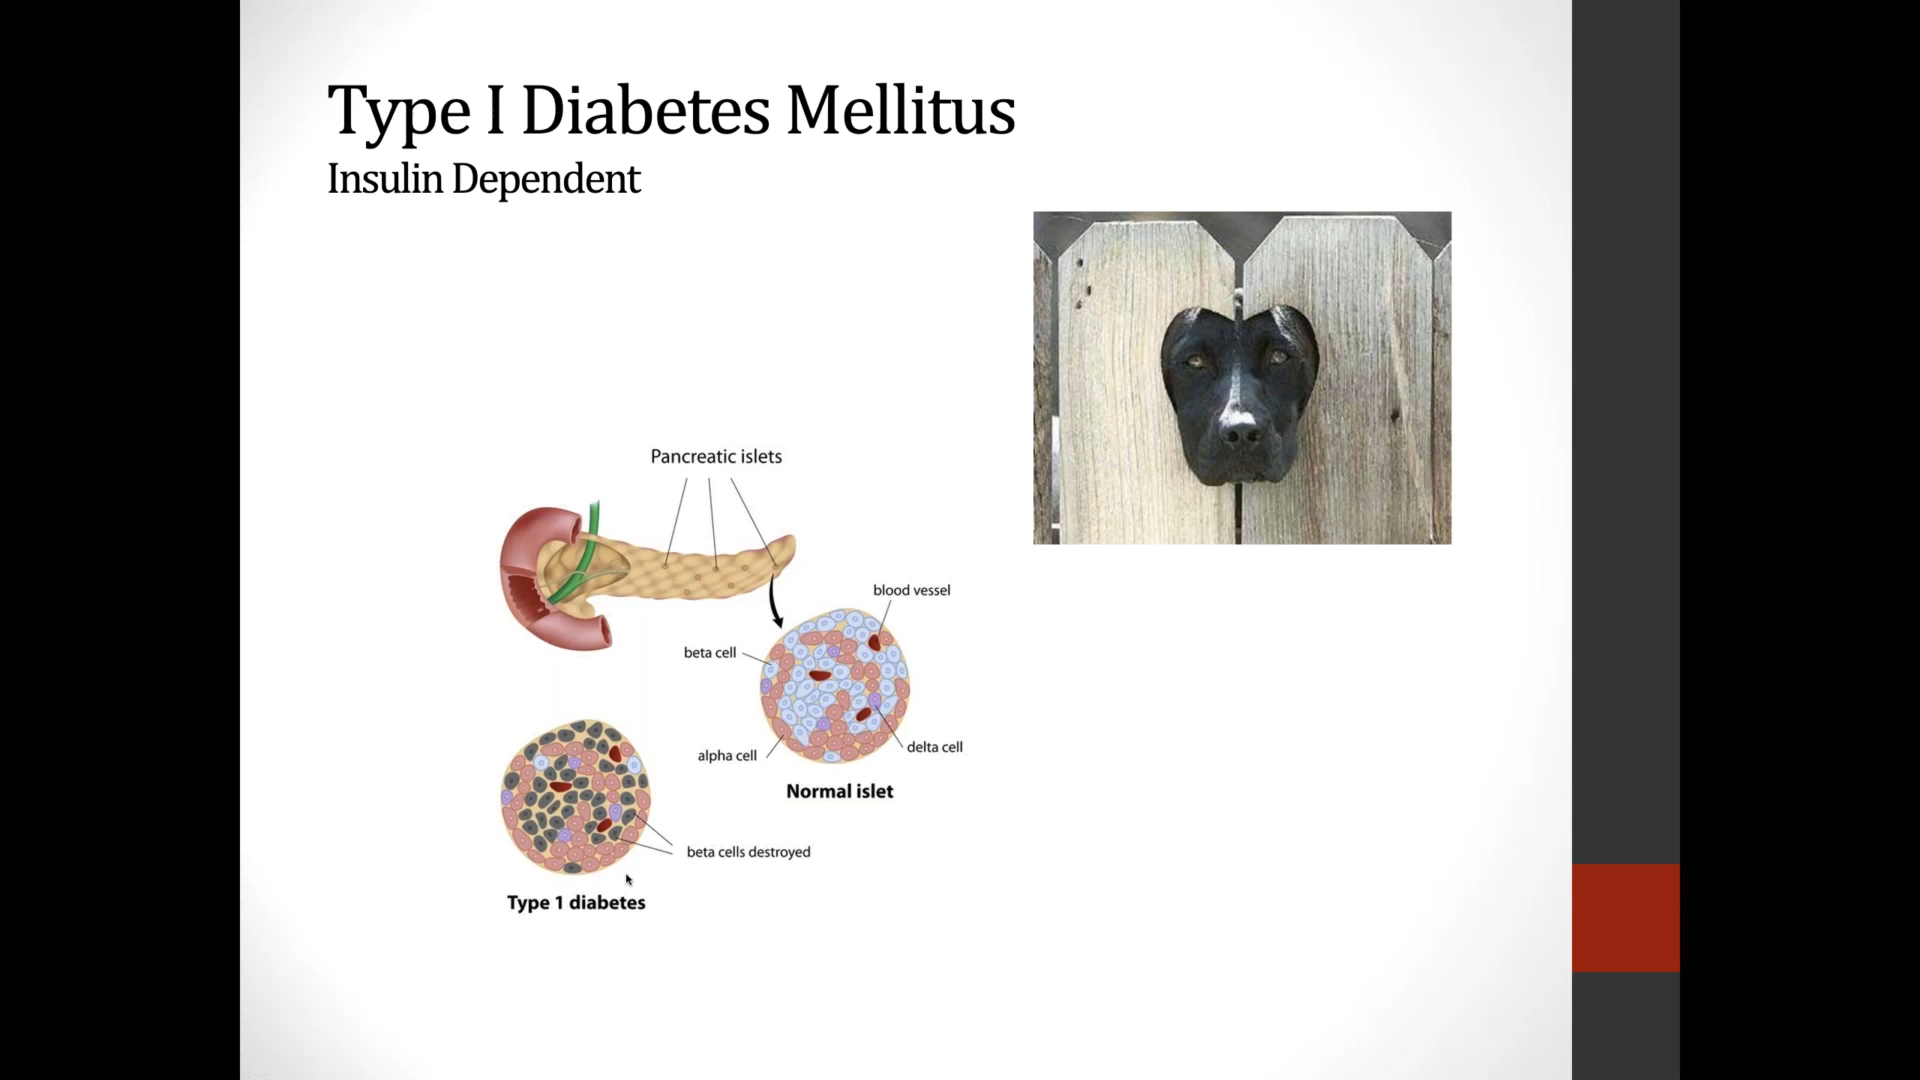 Type I Diabetes Mellitus
Insulin Dependent
Pancreatic islets
blood vessel
beta cell
alpha cell
delta cell
Normal islet
beta cells destroyed
Type 1 diabetes